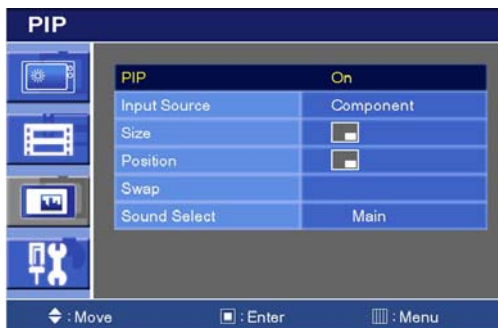 PIP
PIP On
Input Source Component
Size
Position
Swap
Sound Select Main
: Move : Enter : Menu